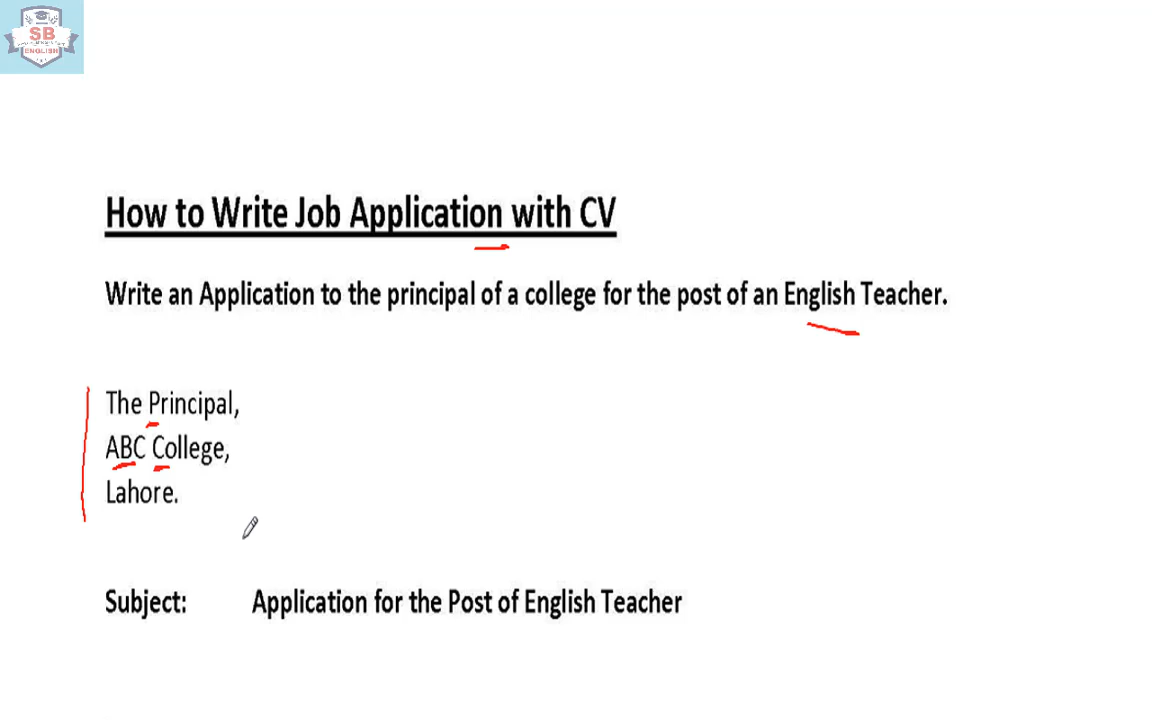 SB
ENGLISH
How to Write Job Application with CV
Write an Application to the principal of a college for the post of an English Teacher.
The Principal,
ABC College,
Lahore.
Subject: Application for the Post of English Teacher